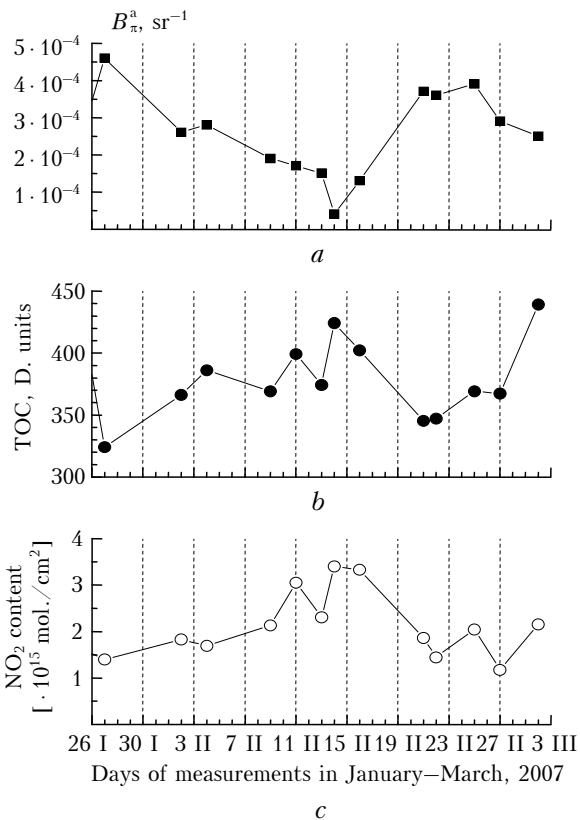 Bᵃπ, sr⁻¹
5 · 10⁻⁴
4 · 10⁻⁴
3 · 10⁻⁴
2 · 10⁻⁴
1 · 10⁻⁴
a
TOC, D. units
450
400
350
300
b
NO₂ content
[ · 10¹⁵ mol./cm²]
4
3
2
1
26 I 30 I 3 II 7 II 11 II 15 II 19 II 23 II 27 II 3 III
Days of measurements in January–March, 2007
c